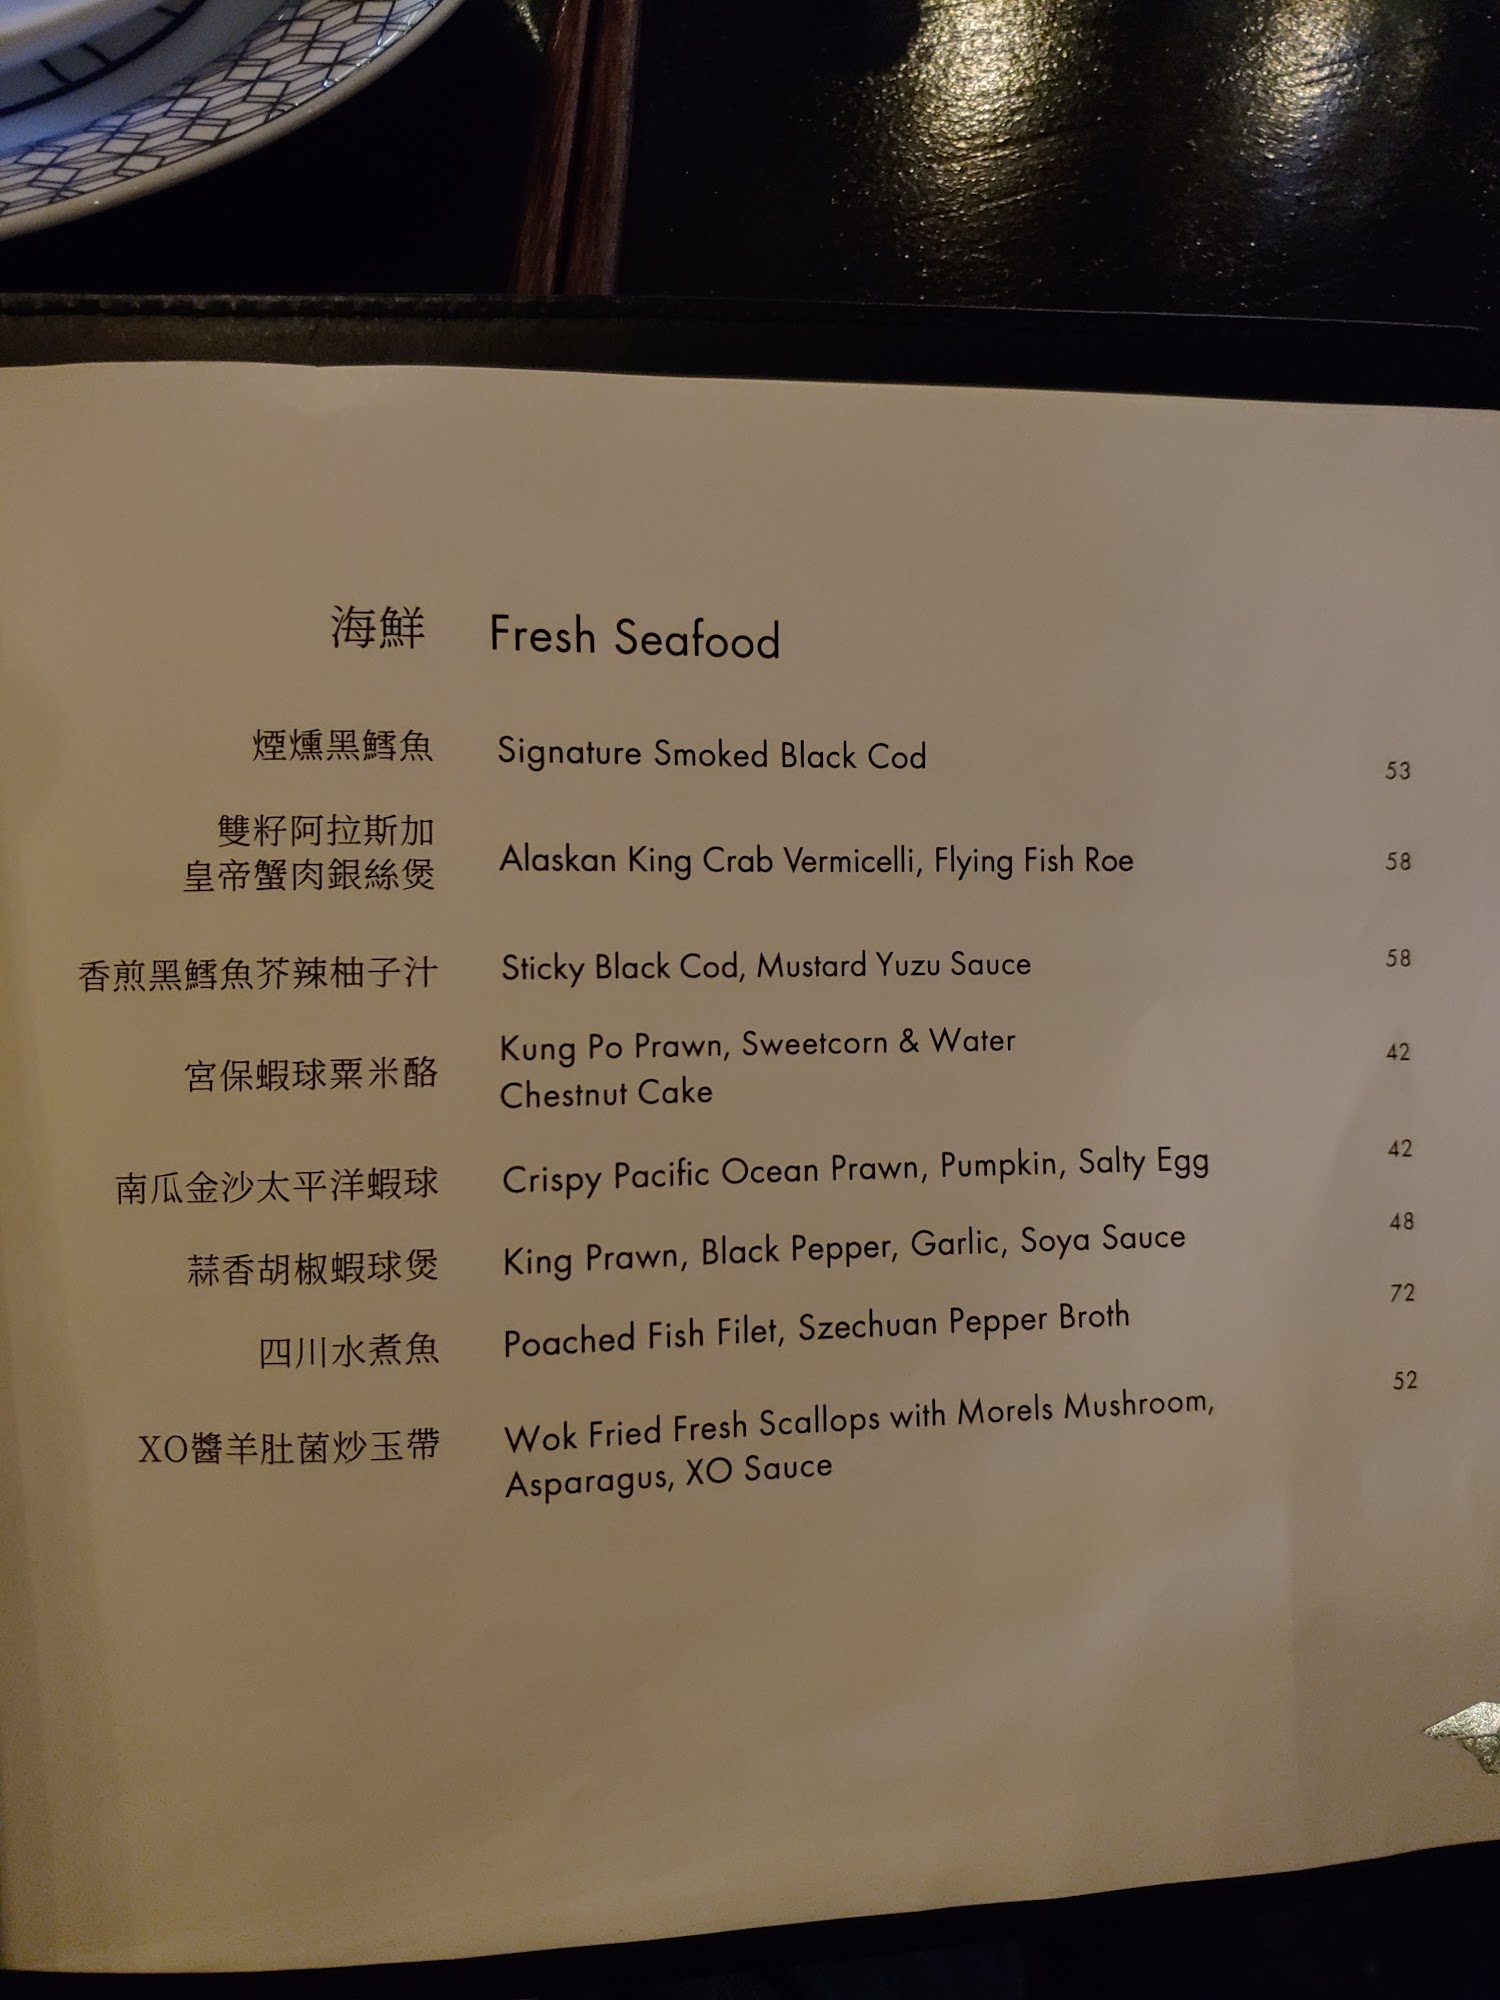 海鮮 Fresh Seafood
煙燻黑鱈魚 Signature Smoked Black Cod 53
雙籽阿拉斯加
皇帝蟹肉銀絲煲 Alaskan King Crab Vermicelli, Flying Fish Roe 58
香煎黑鱈魚芥辣柚子汁 Sticky Black Cod, Mustard Yuzu Sauce 58
宮保蝦球粟米酪 Kung Po Prawn, Sweetcorn & Water 42
Chestnut Cake
南瓜金沙太平洋蝦球 Crispy Pacific Ocean Prawn, Pumpkin, Salty Egg 42
蒜香胡椒蝦球煲 King Prawn, Black Pepper, Garlic, Soya Sauce 48
四川水煮魚 Poached Fish Filet, Szechuan Pepper Broth 72
XO醬羊肚菌炒玉帶 Wok Fried Fresh Scallops with Morels Mushroom, 52
Asparagus, XO Sauce